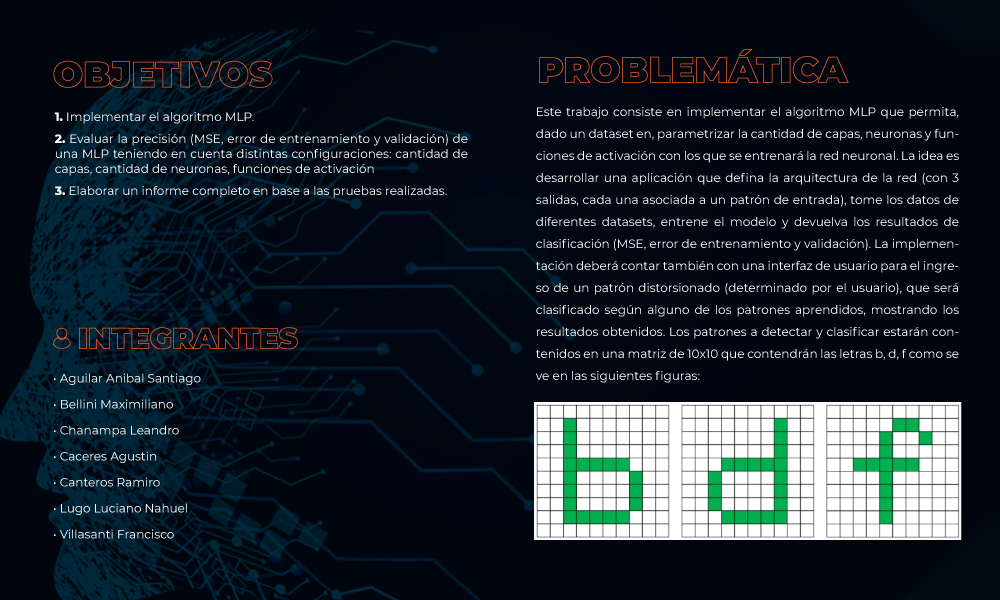 OBJETIVOS
1. Implementar el algoritmo MLP.
2. Evaluar la precisión (MSE, error de entrenamiento y validación) de
una MLP teniendo en cuenta distintas configuraciones: cantidad de
capas, cantidad de neuronas, funciones de activación
3. Elaborar un informe completo en base a las pruebas realizadas.
INTEGRANTES
• Aguilar Anibal Santiago
• Bellini Maximiliano
• Chanampa Leandro
• Caceres Agustin
• Canteros Ramiro
• Lugo Luciano Nahuel
• Villasanti Francisco
PROBLEMÁTICA
Este trabajo consiste en implementar el algoritmo MLP que permita,
dado un dataset en, parametrizar la cantidad de capas, neuronas y fun-
ciones de activación con los que se entrenará la red neuronal. La idea es
desarrollar una aplicación que defina la arquitectura de la red (con 3
salidas, cada una asociada a un patrón de entrada), tome los datos de
diferentes datasets, entrene el modelo y devuelva los resultados de
clasificación (MSE, error de entrenamiento y validación). La implemen-
tación deberá contar también con una interfaz de usuario para el ingre-
so de un patrón distorsionado (determinado por el usuario), que será
clasificado según alguno de los patrones aprendidos, mostrando los
resultados obtenidos. Los patrones a detectar y clasificar estarán con-
tenidos en una matriz de 10x10 que contendrán las letras b, d, f como se
ve en las siguientes figuras:
b d f